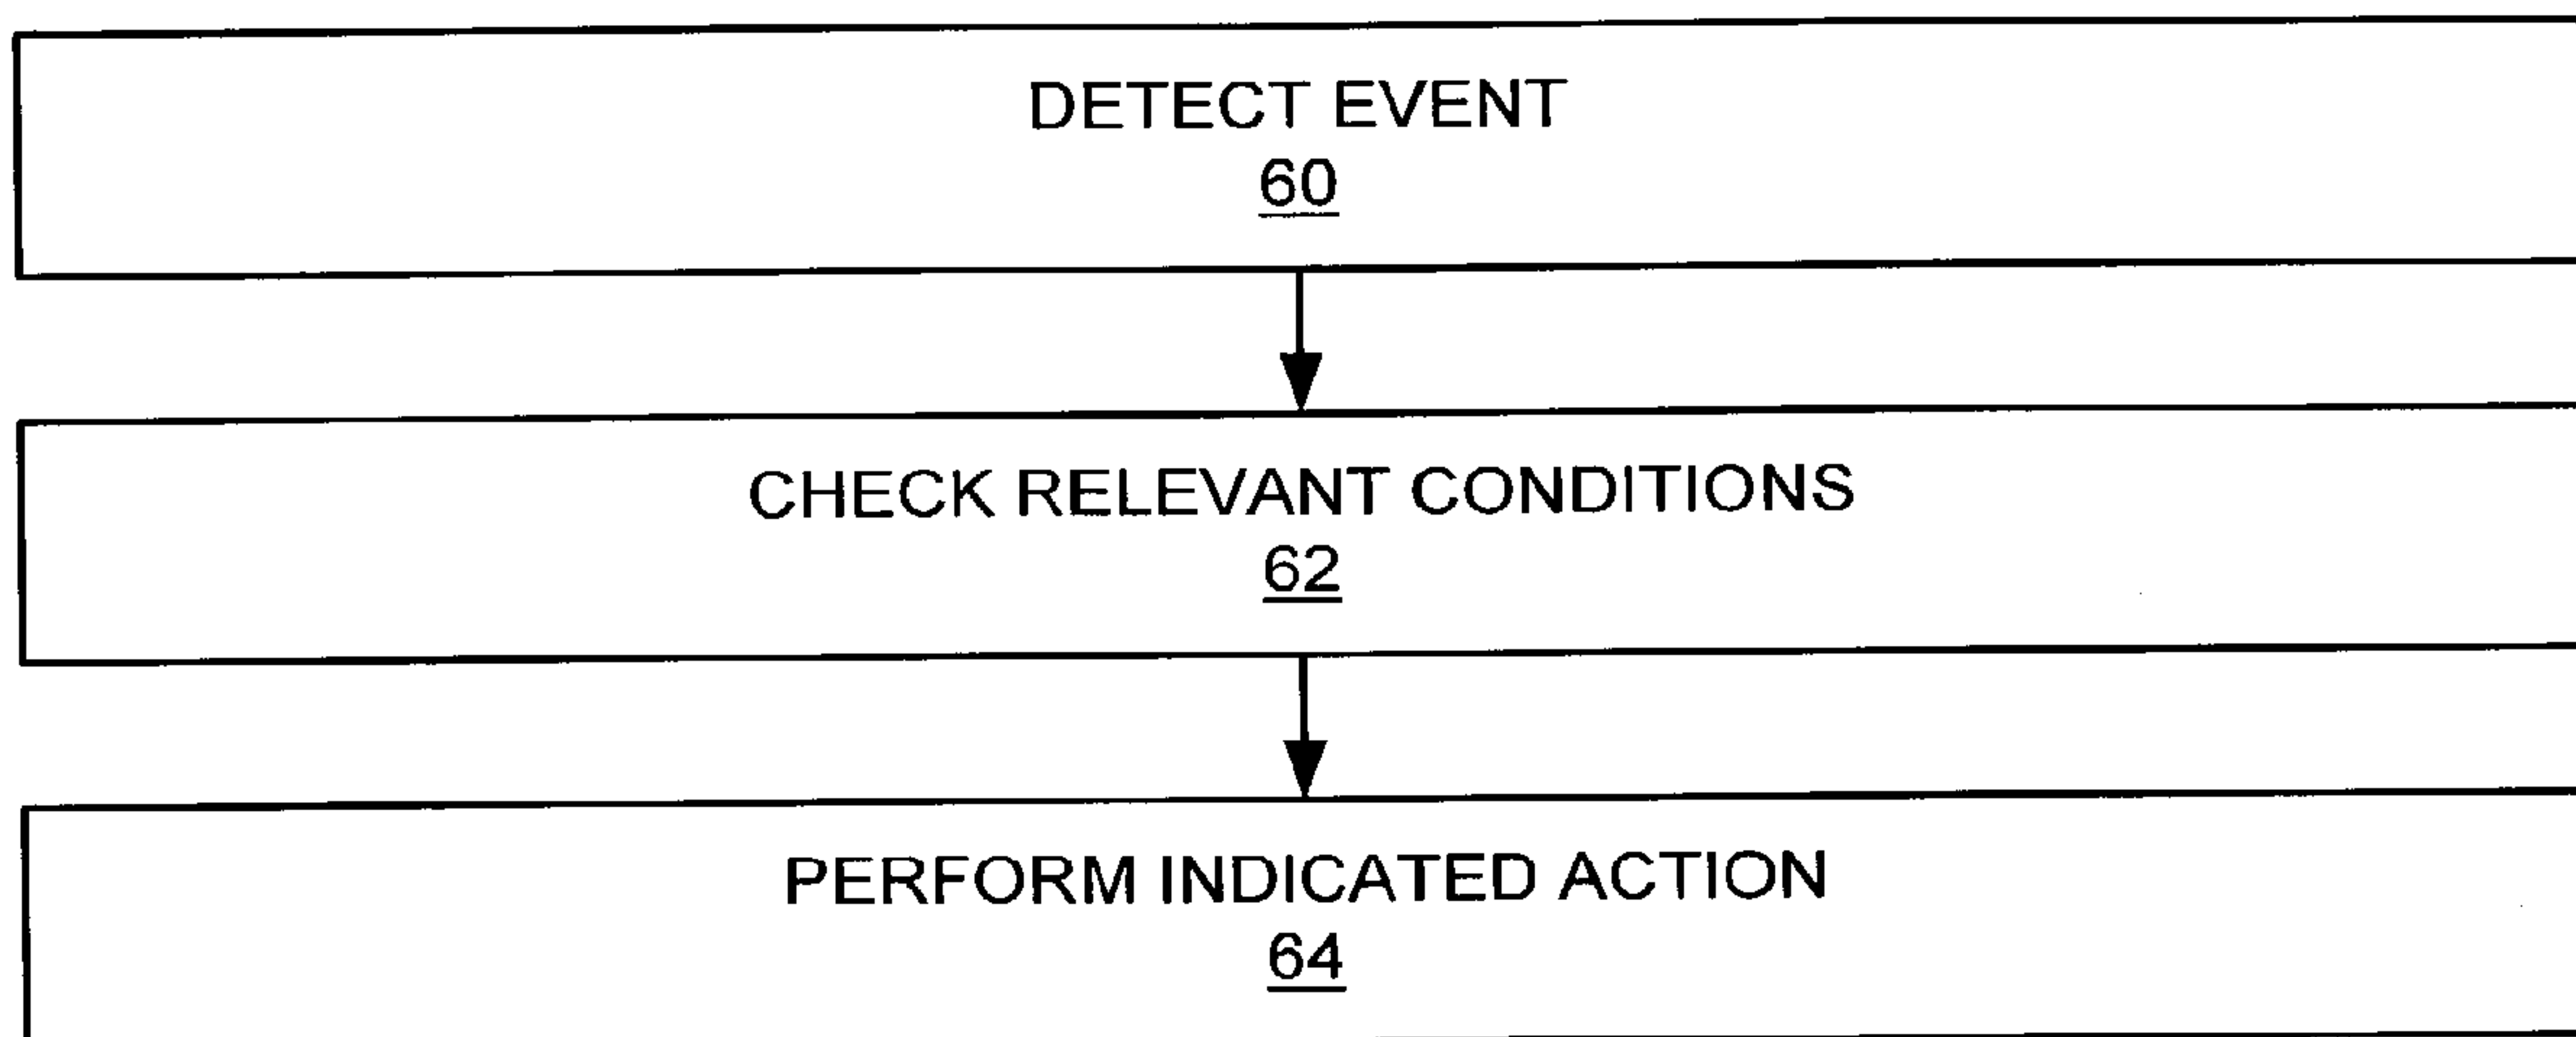 DETECT EVENT
60
CHECK RELEVANT CONDITIONS
62
PERFORM INDICATED ACTION
64